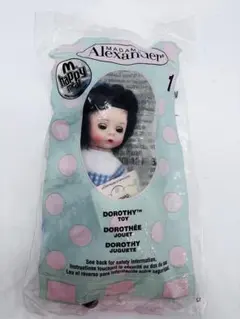 MADAME
Alexander®
m
happy
meal
1
DOROTHY™
TOY
DOROTHÉE
JOUET
DOROTHY
JUGUETE
See back for safety information.